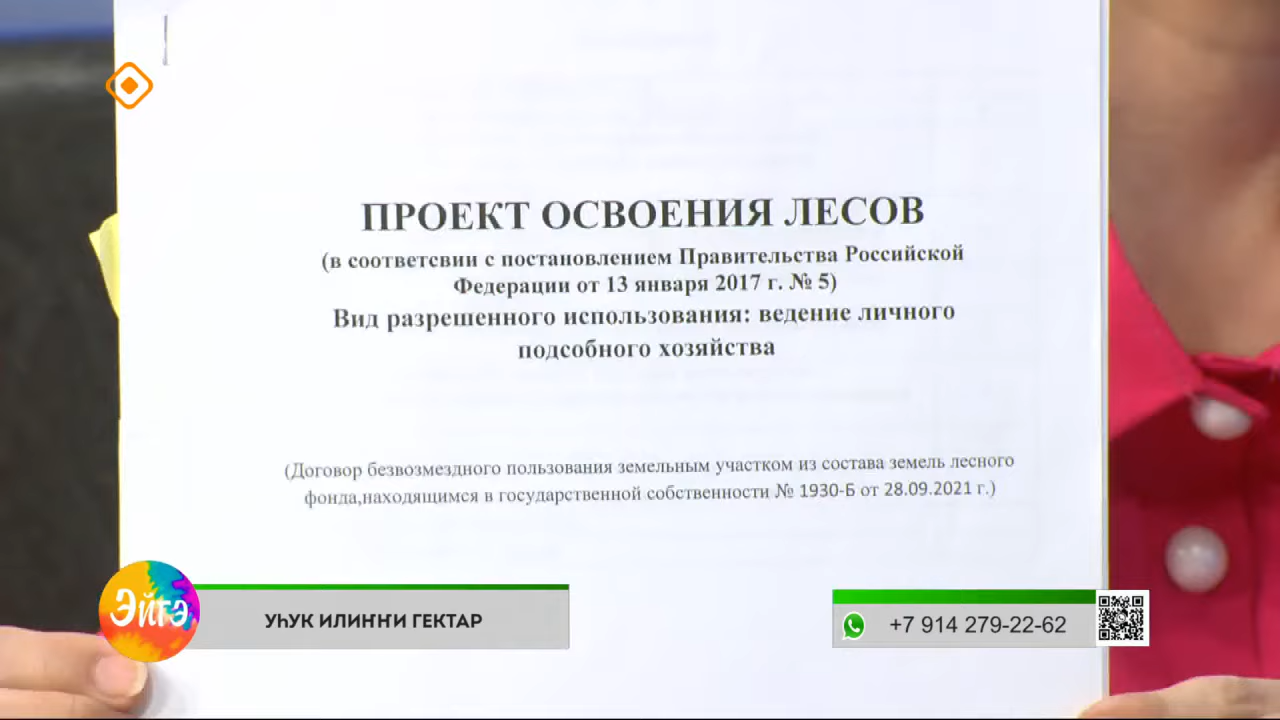 ПРОЕКТ ОСВОЕНИЯ ЛЕСОВ
(в соответсвии с постановлением Правительства Российской
Федерации от 13 января 2017 г. № 5)
Вид разрешенного использования: ведение личного
подсобного хозяйства
(Договор безвозмездного пользования земельным участком из состава земель лесного
фонда,находящимся в государственной собственности № 1930-Б от 28.09.2021 г.)
Эйгэ
УҺУК ИЛИҤҤИ ГЕКТАР
+7 914 279-22-62